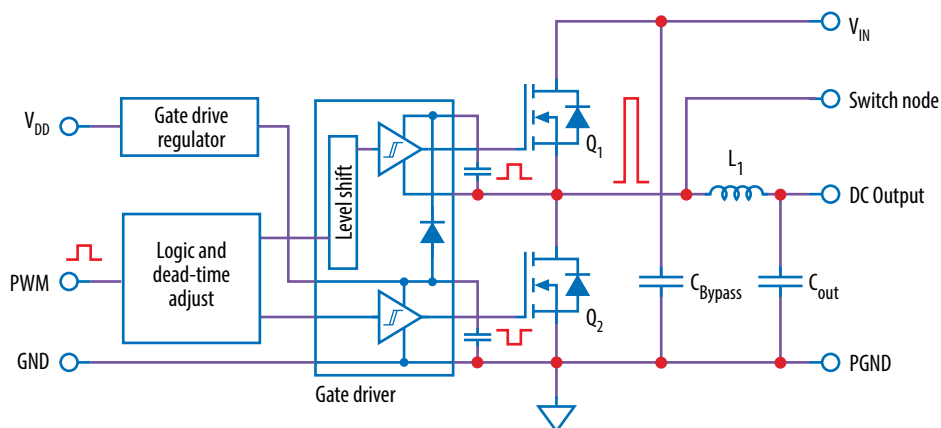 V_IN
Gate drive
regulator
V_DD
Switch node
Q_1
L_1
Level shift
DC Output
Logic and
dead-time
adjust
PWM
C_Bypass
C_out
Q_2
GND
PGND
Gate driver